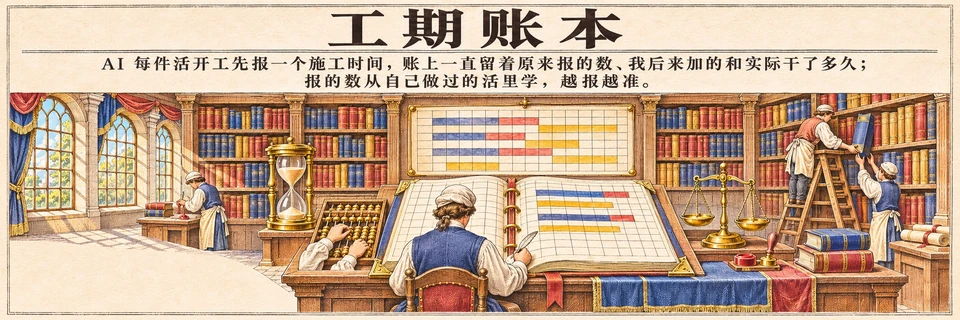 工期账本
AI 每件活开工先报一个施工时间，账上一直留着原来报的数、我后来加的和实际干了多久；
报的数从自己做过的活里学，越报越准。